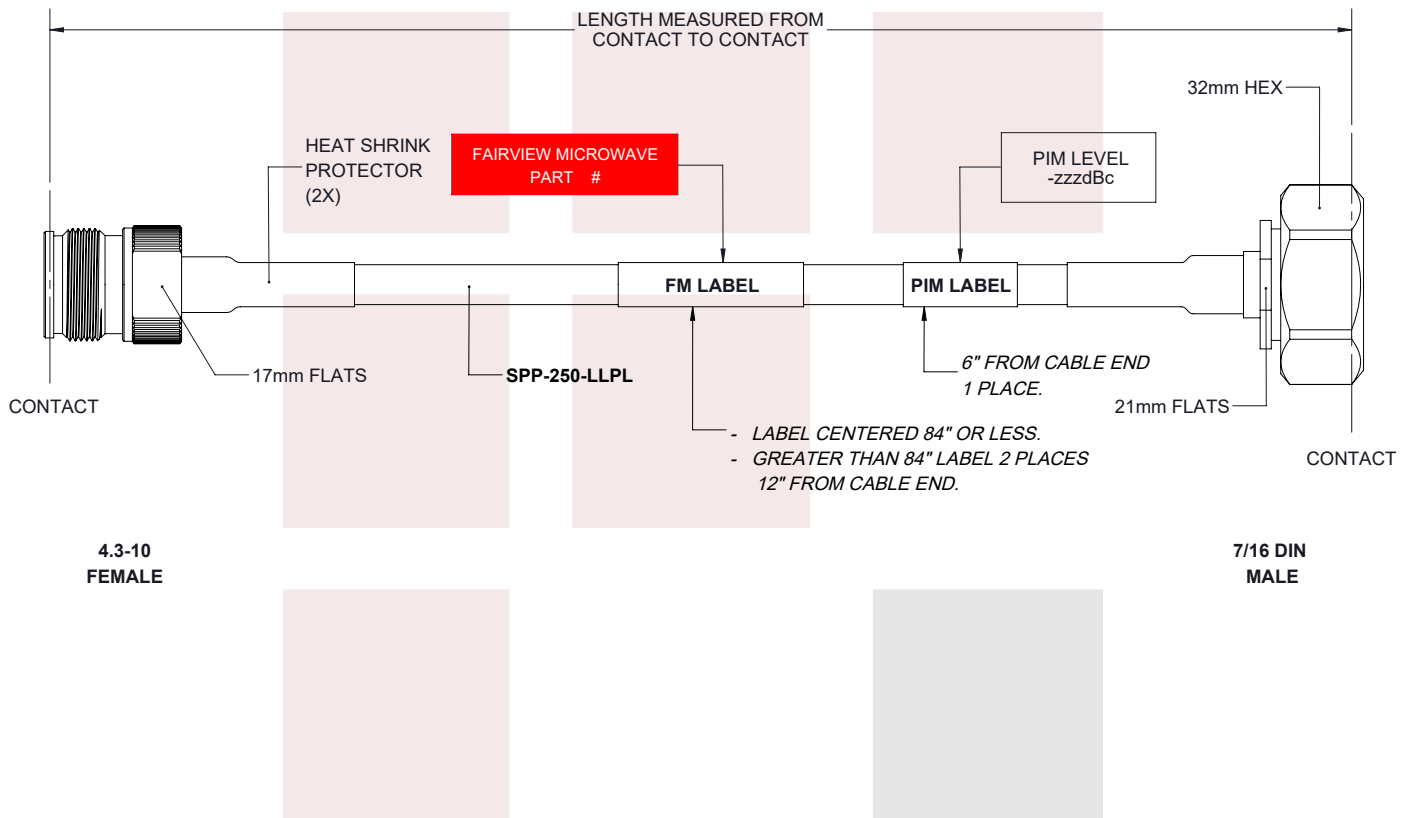 LENGTH MEASURED FROM
CONTACT TO CONTACT
32mm HEX
HEAT SHRINK
PROTECTOR
(2X)
FAIRVIEW MICROWAVE
PART #
PIM LEVEL
-zzzdBc
FM LABEL
PIM LABEL
17mm FLATS
SPP-250-LLPL
6" FROM CABLE END
1 PLACE.
21mm FLATS
CONTACT
- LABEL CENTERED 84" OR LESS.
- GREATER THAN 84" LABEL 2 PLACES
12" FROM CABLE END.
CONTACT
4.3-10
FEMALE
7/16 DIN
MALE